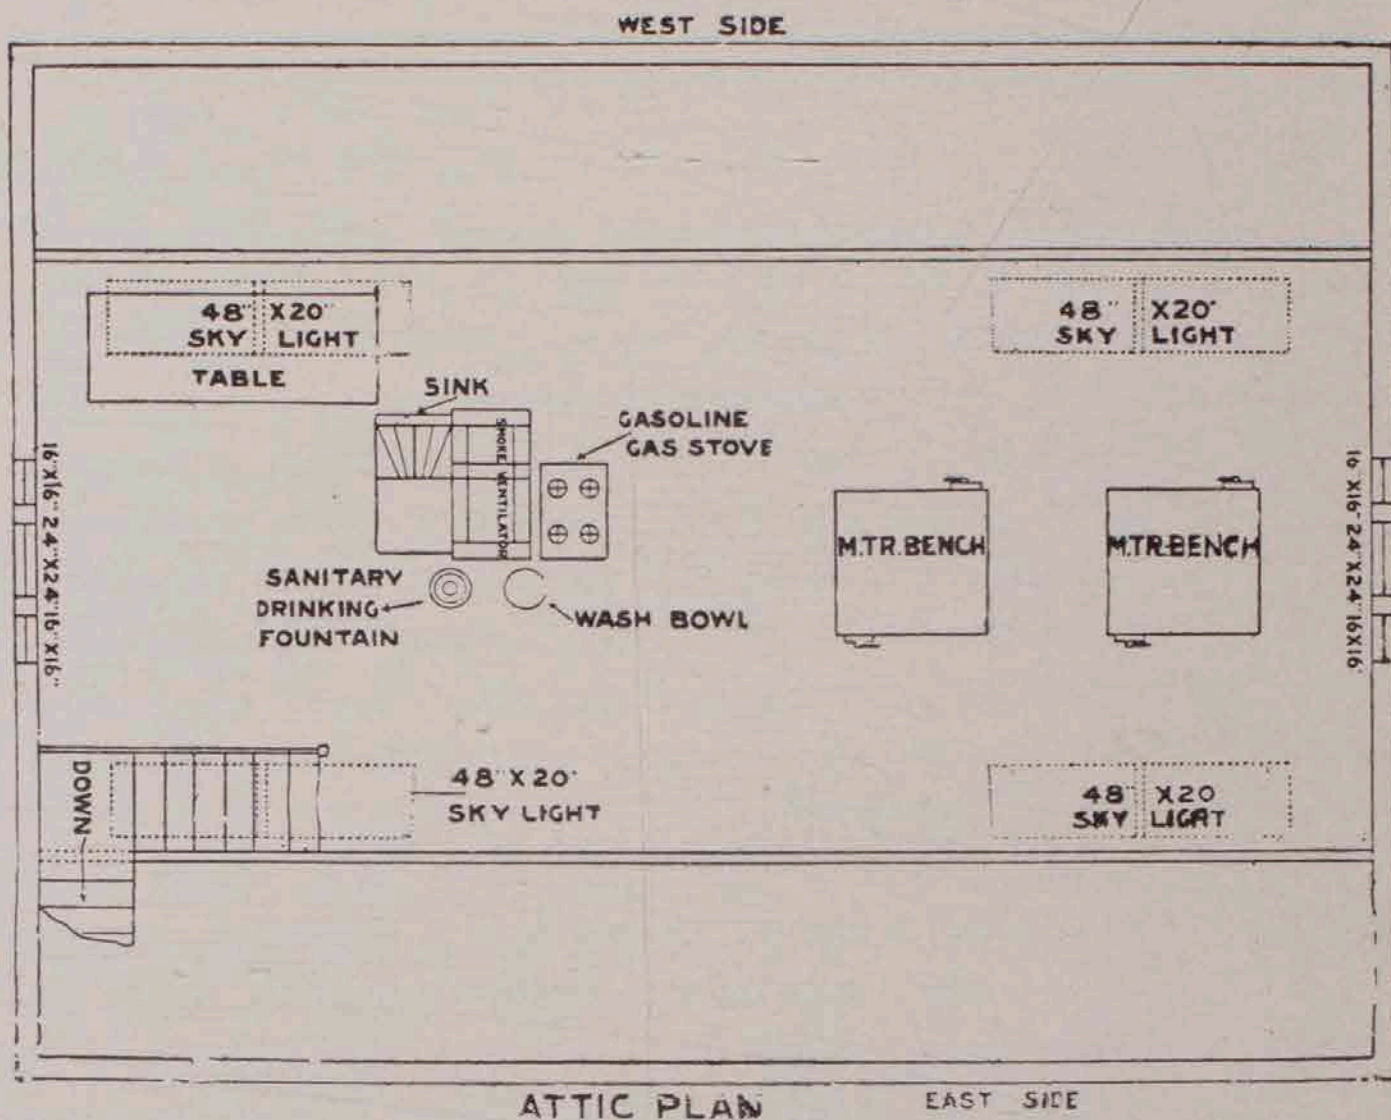 WEST SIDE
48" X20"
SKY LIGHT
TABLE
48" X20"
SKY LIGHT
SINK
SMOKE VENTILATOR
GASOLINE
GAS STOVE
16"X16" 24"X24" 16"X16"
16"X16" 24"X24" 16X16"
M.TR.BENCH
M.TR.BENCH
SANITARY
DRINKING
FOUNTAIN
WASH BOWL
DOWN
48" X 20"
SKY LIGHT
48" X20
SKY LIGHT
ATTIC PLAN
EAST SIDE